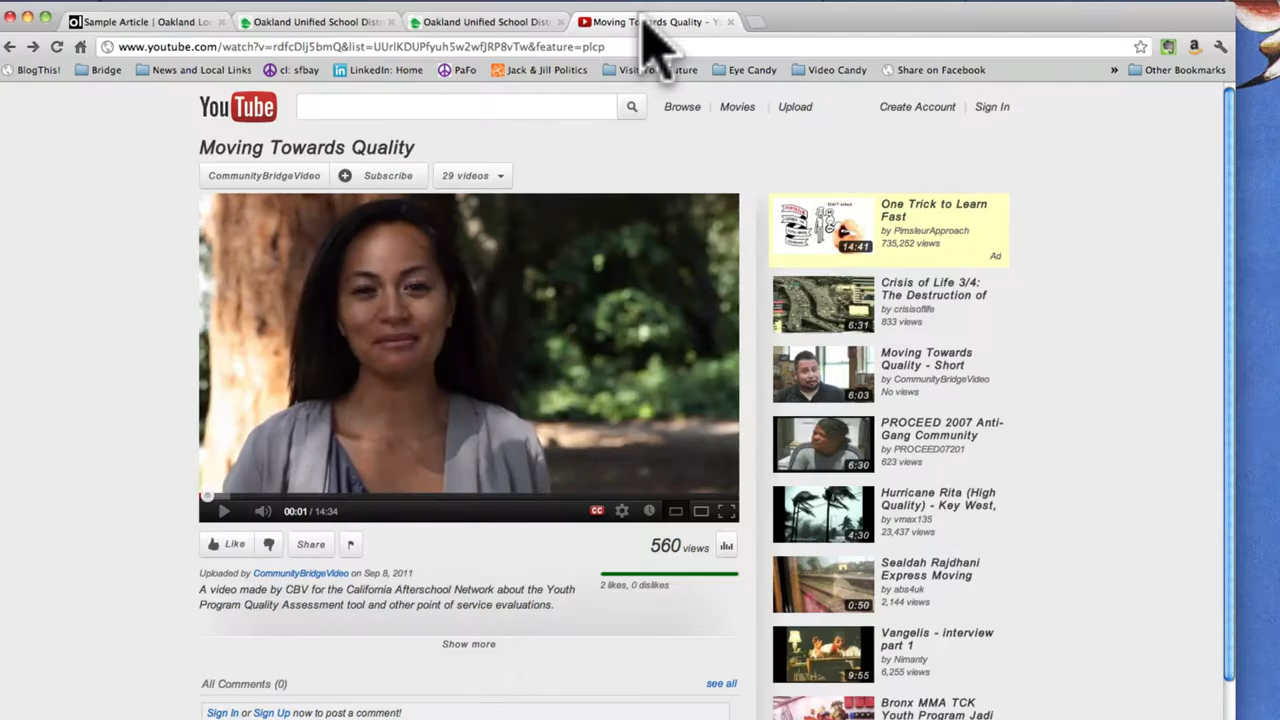 Sample Article | Oakland Lo
Oakland Unified School Distr
Oakland Unified School Dist
Moving Towards Quality - Y
www.youtube.com/watch?v=rdfcDlj5bmQ&list=UUrlKDUPfyuh5w2wfJRP8vTw&feature=plcp
BlogThis! Bridge News and Local Links cl: sfbay LinkedIn: Home PaFo Jack & Jill Politics Eye Candy Video Candy Share on Facebook » Other Bookmarks
YouTube Browse Movies Upload Create Account Sign In
Moving Towards Quality
CommunityBridgeVideo Subscribe 29 videos
One Trick to Learn
Fast
by PimsleurApproach
735,252 views
Ad
14:41
Crisis of Life 3/4:
The Destruction of
by crisisoflife
833 views
6:31
Moving Towards
Quality - Short
by CommunityBridgeVideo
No views
6:03
PROCEED 2007 Anti-
Gang Community
by PROCEED07201
623 views
6:30
Hurricane Rita (High
Quality) - Key West,
by vmax135
23,437 views
4:30
Sealdah Rajdhani
Express Moving
by abs4uk
2,144 views
0:50
Vangelis - interview
part 1
by Nimanty
6,255 views
9:55
Bronx MMA TCK
Youth Program Jadi
00:01 / 14:34 CC
Like Share 560 views
Uploaded by CommunityBridgeVideo on Sep 8, 2011
2 likes, 0 dislikes
A video made by CBV for the California Afterschool Network about the Youth
Program Quality Assessment tool and other point of service evaluations.
Show more
All Comments (0) see all
Sign In or Sign Up now to post a comment!